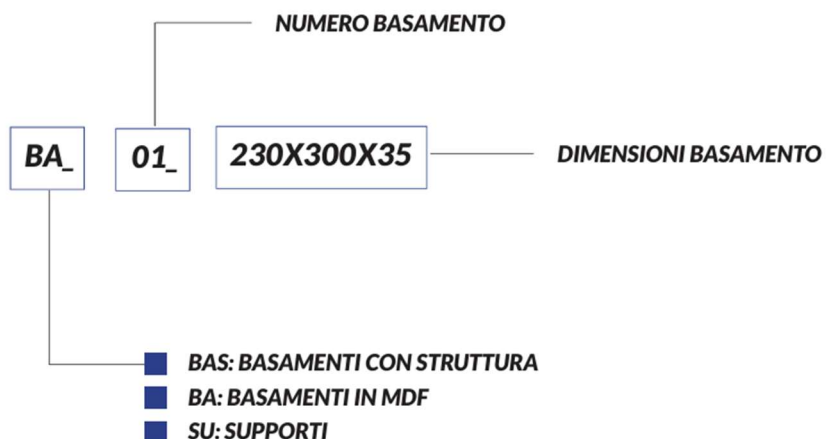 NUMERO BASAMENTO
BA_ 01_ 230X300X35 DIMENSIONI BASAMENTO
BAS: BASAMENTI CON STRUTTURA
BA: BASAMENTI IN MDF
SU: SUPPORTI